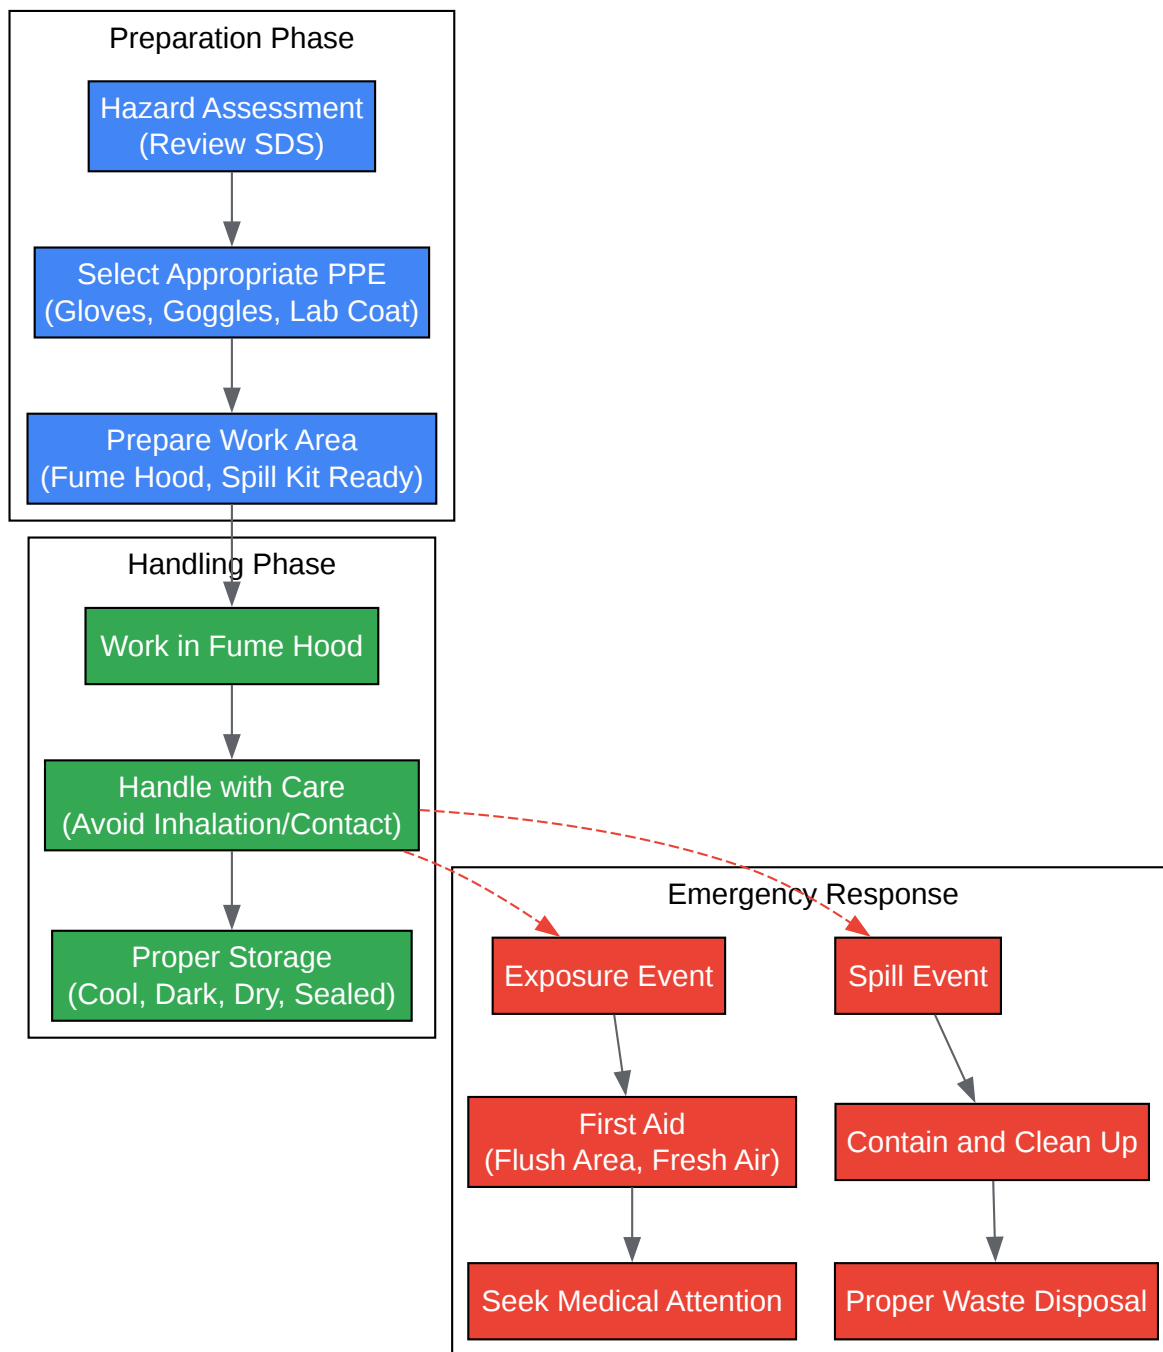 Preparation Phase
Hazard Assessment
(Review SDS)
Select Appropriate PPE
(Gloves, Goggles, Lab Coat)
Prepare Work Area
(Fume Hood, Spill Kit Ready)
Handling Phase
Work in Fume Hood
Handle with Care
(Avoid Inhalation/Contact)
Proper Storage
(Cool, Dark, Dry, Sealed)
Emergency Response
Exposure Event
Spill Event
First Aid
(Flush Area, Fresh Air)
Contain and Clean Up
Seek Medical Attention
Proper Waste Disposal